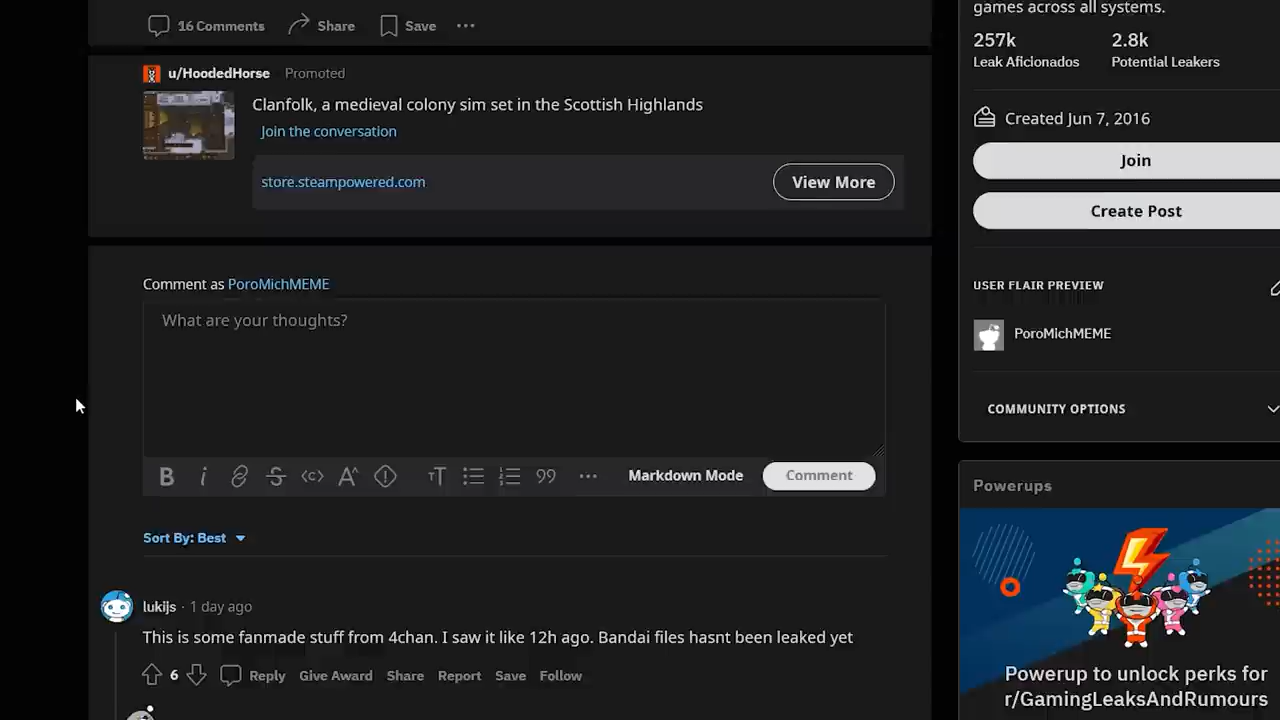 games across all systems.
16 Comments Share Save
257k 2.8k
Leak Aficionados Potential Leakers
u/HoodedHorse Promoted
Clanfolk, a medieval colony sim set in the Scottish Highlands
Join the conversation
store.steampowered.com View More
Created Jun 7, 2016
Join
Create Post
Comment as PoroMichMEME
What are your thoughts?
B i <c> A^ T 99 Markdown Mode Comment
USER FLAIR PREVIEW
PoroMichMEME
COMMUNITY OPTIONS
Sort By: Best
lukijs · 1 day ago
This is some fanmade stuff from 4chan. I saw it like 12h ago. Bandai files hasnt been leaked yet
6 Reply Give Award Share Report Save Follow
Powerups
Powerup to unlock perks for
r/GamingLeaksAndRumours